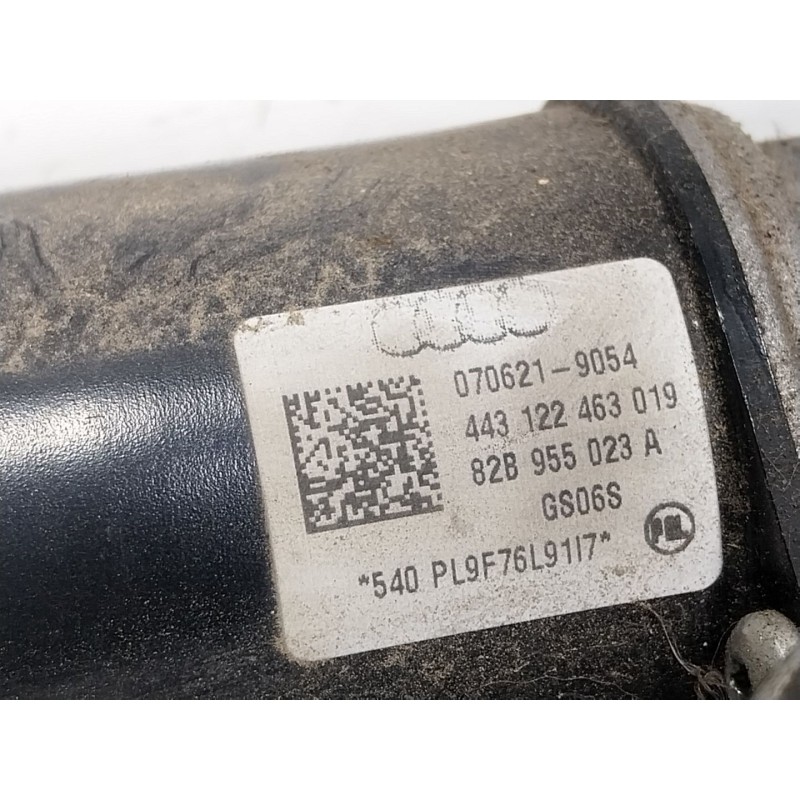 070621-9054
443 122 463 019
82B 955 023 A
GS06S
*540 PL9F76L91I7*